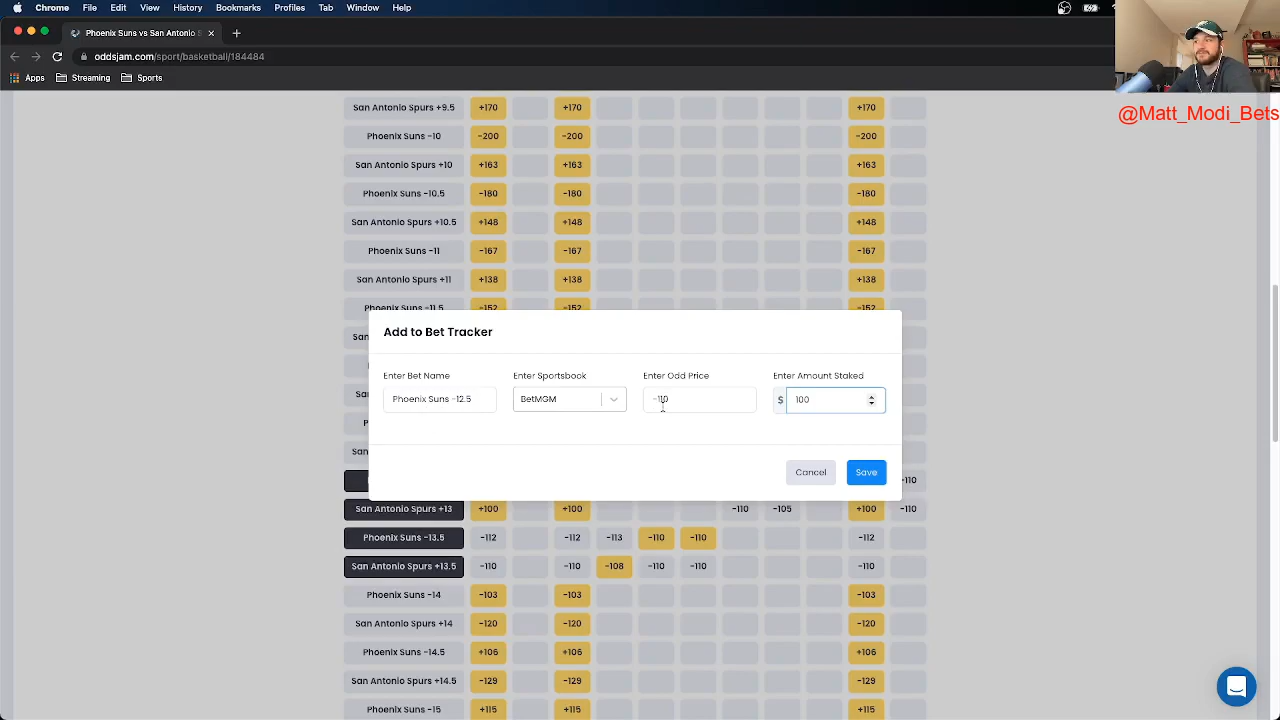 Chrome File Edit View History Bookmarks Profiles Tab Window Help
Phoenix Suns vs San Antonio S
oddsjam.com/sport/basketball/184484
Apps Streaming Sports
@Matt_Modi_Bets
San Antonio Spurs +9.5 +170 +170 +170
Phoenix Suns -10 -200 -200 -200
San Antonio Spurs +10 +163 +163 +163
Phoenix Suns -10.5 -180 -180 -180
San Antonio Spurs +10.5 +148 +148 +148
Phoenix Suns -11 -167 -167 -167
San Antonio Spurs +11 +138 +138 +138
Phoenix Suns -11.5 -152 -152 -152
Add to Bet Tracker
Enter Bet Name Enter Sportsbook Enter Odd Price Enter Amount Staked
Phoenix Suns -12.5 BetMGM -110 $ 100
Cancel Save
-110
San Antonio Spurs +13 +100 +100 -110 -105 +100 -110
Phoenix Suns -13.5 -112 -112 -113 -110 -110 -112
San Antonio Spurs +13.5 -110 -110 -108 -110 -110 -110
Phoenix Suns -14 -103 -103 -103
San Antonio Spurs +14 -120 -120 -120
Phoenix Suns -14.5 +106 +106 +106
San Antonio Spurs +14.5 -129 -129 -129
Phoenix Suns -15 +115 +115 +115